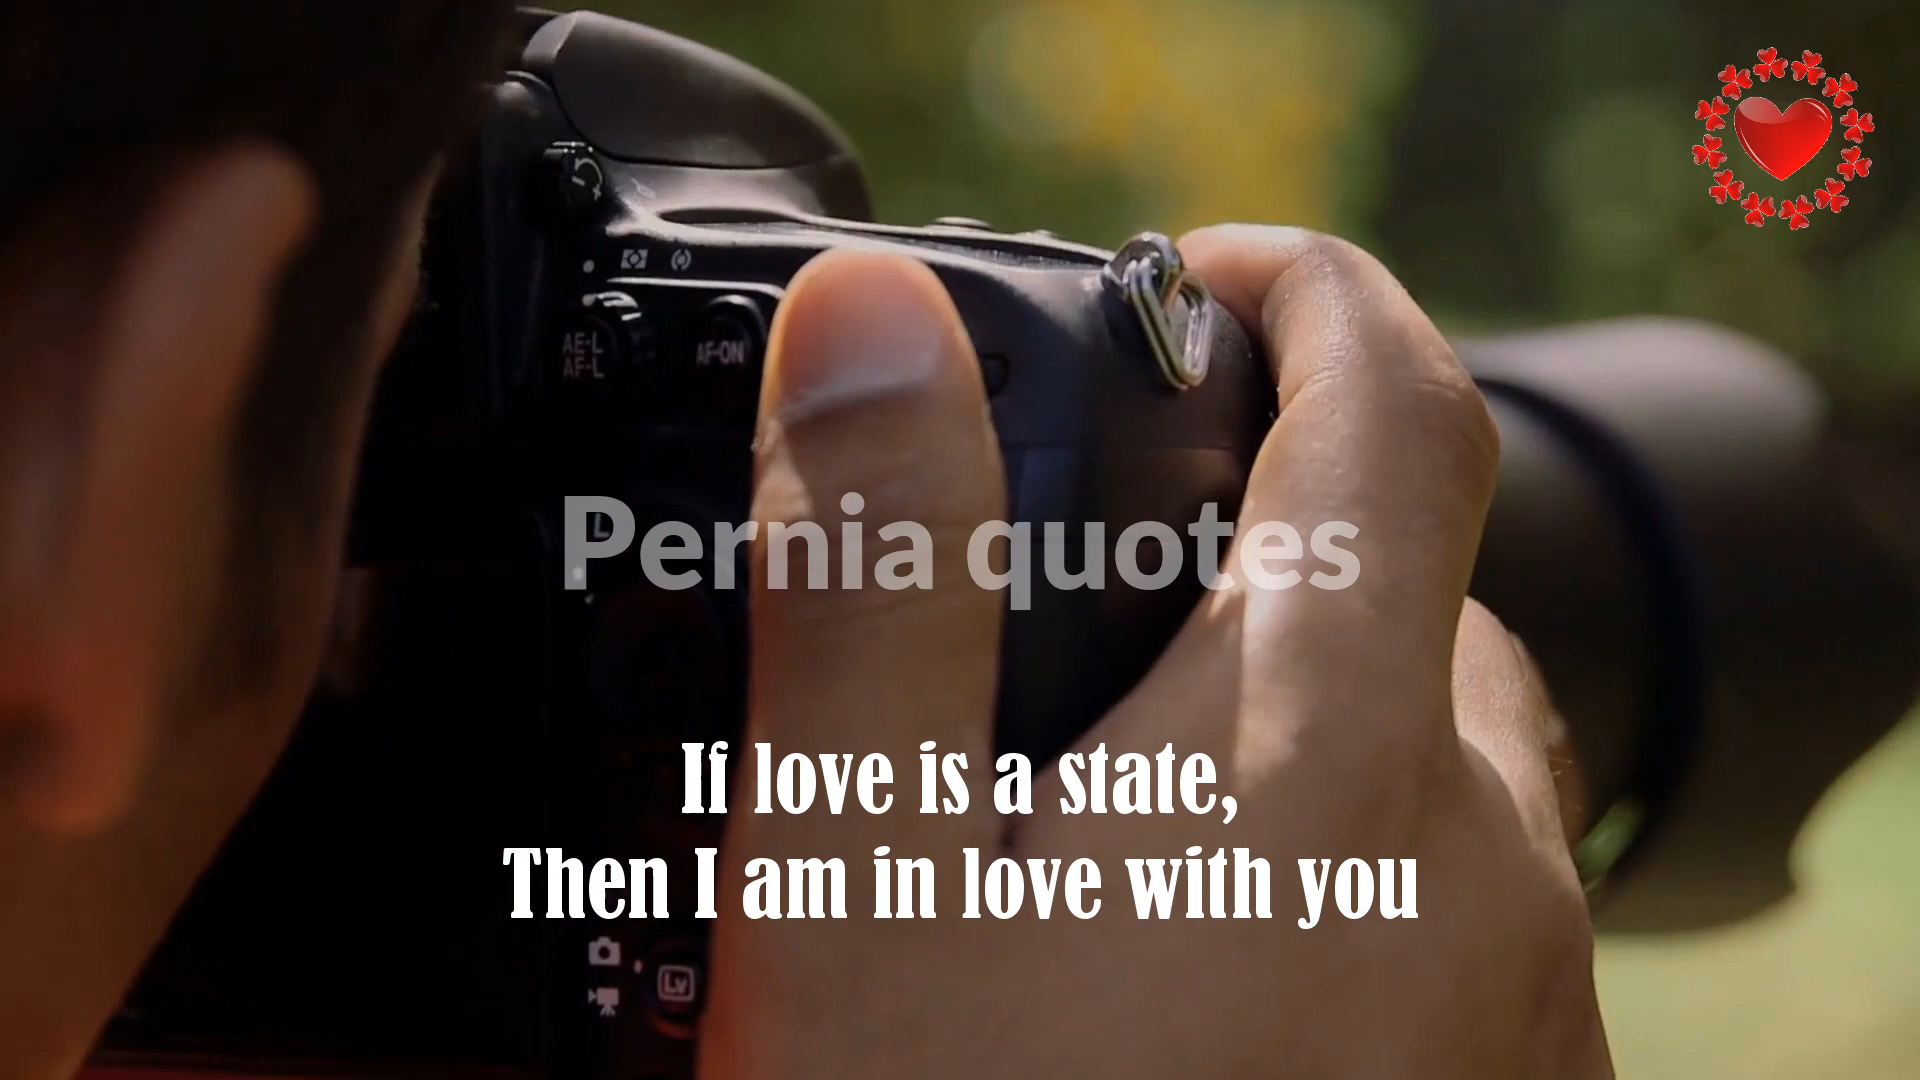 AE-L
AF-L
AF-ON
L
Pernia quotes
If love is a state,
Then I am in love with you
Lv